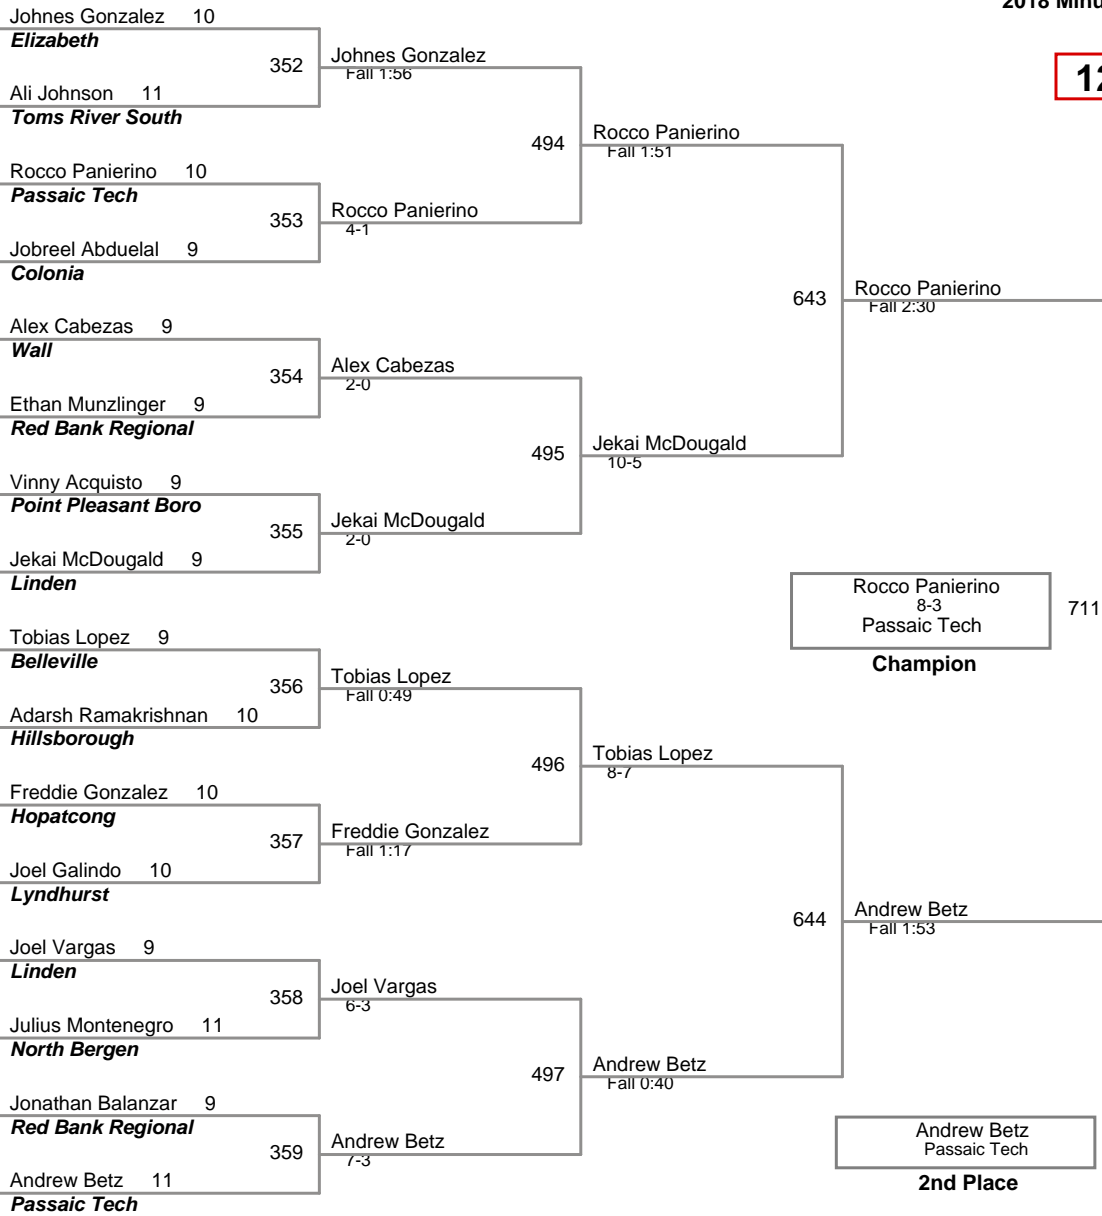 2018 Minu
12
Johnes Gonzalez 10
Elizabeth
352
Johnes Gonzalez
Fall 1:56
Ali Johnson 11
Toms River South
494
Rocco Panierino
Fall 1:51
Rocco Panierino 10
Passaic Tech
353
Rocco Panierino
4-1
Jobreel Abduelal 9
Colonia
643
Rocco Panierino
Fall 2:30
Alex Cabezas 9
Wall
354
Alex Cabezas
2-0
Ethan Munzlinger 9
Red Bank Regional
495
Jekai McDougald
10-5
Vinny Acquisto 9
Point Pleasant Boro
355
Jekai McDougald
2-0
Jekai McDougald 9
Linden
Rocco Panierino
8-3
Passaic Tech
711
Champion
Tobias Lopez 9
Belleville
356
Tobias Lopez
Fall 0:49
Adarsh Ramakrishnan 10
Hillsborough
496
Tobias Lopez
8-7
Freddie Gonzalez 10
Hopatcong
357
Freddie Gonzalez
Fall 1:17
Joel Galindo 10
Lyndhurst
644
Andrew Betz
Fall 1:53
Joel Vargas 9
Linden
358
Joel Vargas
6-3
Julius Montenegro 11
North Bergen
497
Andrew Betz
Fall 0:40
Jonathan Balanzar 9
Red Bank Regional
359
Andrew Betz
7-3
Andrew Betz 11
Passaic Tech
Andrew Betz
Passaic Tech
2nd Place